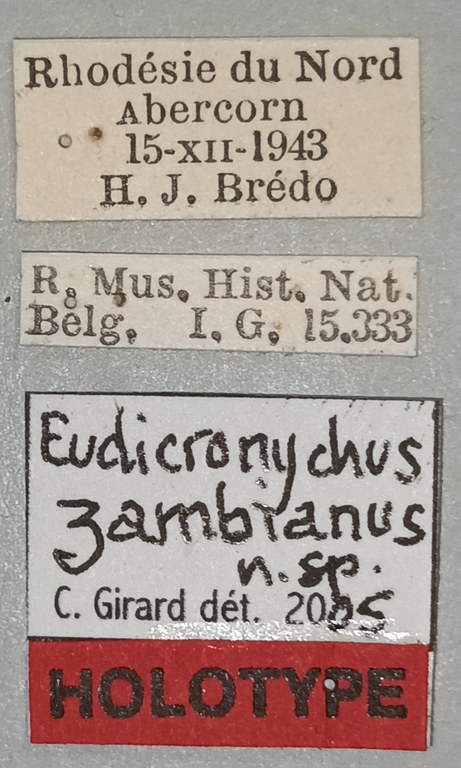 Rhodésie du Nord
Abercorn
15-XII-1943
H. J. Brédo
R. Mus. Hist. Nat.
Belg. I. G. 15.333
Eudicronychus
zambianus
n. sp.
C. Girard dét. 2005
HOLOTYPE